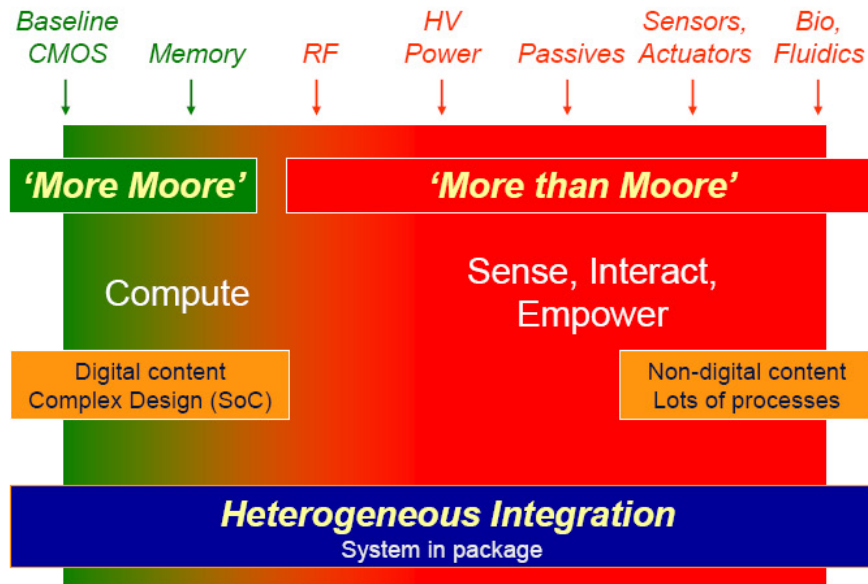 Baseline CMOS
Memory
RF
HV Power
Passives
Sensors, Actuators
Bio, Fluidics
‘More Moore’
‘More than Moore’
Compute
Sense, Interact,
Empower
Digital content
Complex Design (SoC)
Non-digital content
Lots of processes
Heterogeneous Integration
System in package